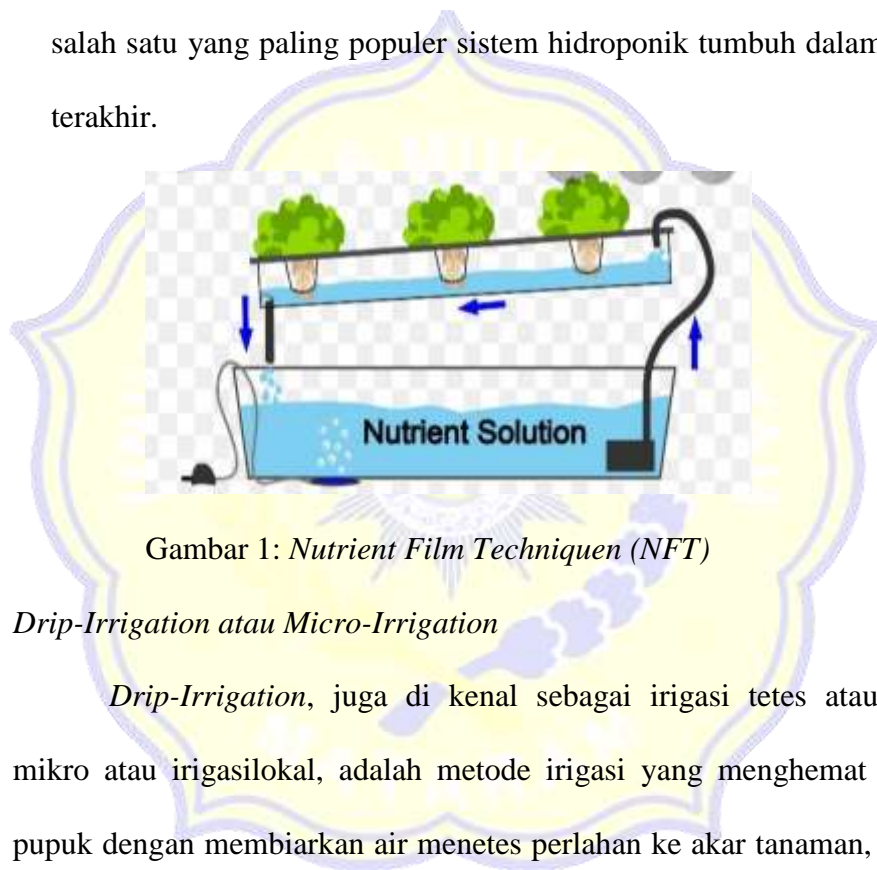 salah satu yang paling populer sistem hidroponik tumbuh dalam
terakhir.
Nutrient Solution
Gambar 1: Nutrient Film Techniquen (NFT)
Drip-Irrigation atau Micro-Irrigation
Drip-Irrigation, juga di kenal sebagai irigasi tetes atau
mikro atau irigasilokal, adalah metode irigasi yang menghemat
pupuk dengan membiarkan air menetes perlahan ke akar tanaman,